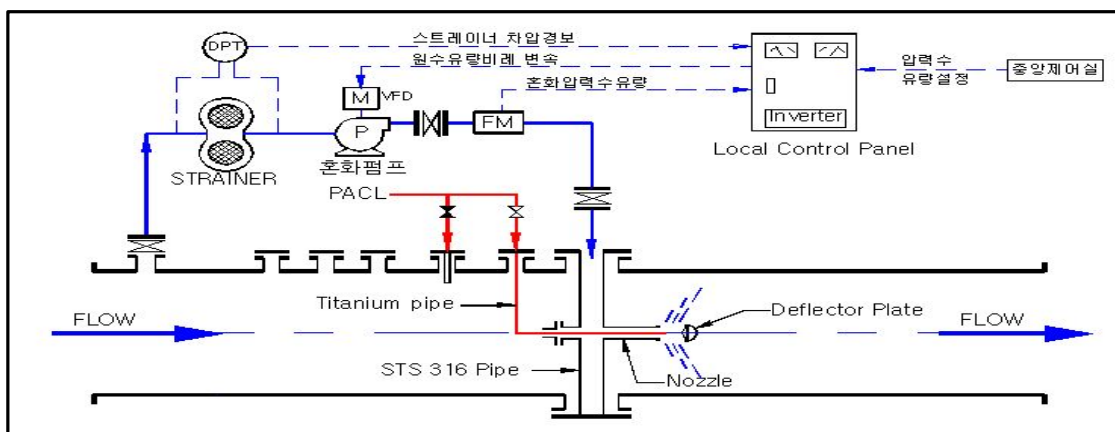 DPT
스트레이너 차압경보
원수유량비례 변속
M
VFD
혼화압력수유량
P
FM
Inverter
압력수
유량설정
중앙제어실
STRAINER
혼화펌프
Local Control Panel
PACL
Titanium pipe
FLOW
Deflector Plate
FLOW
STS 316 Pipe
Nozzle